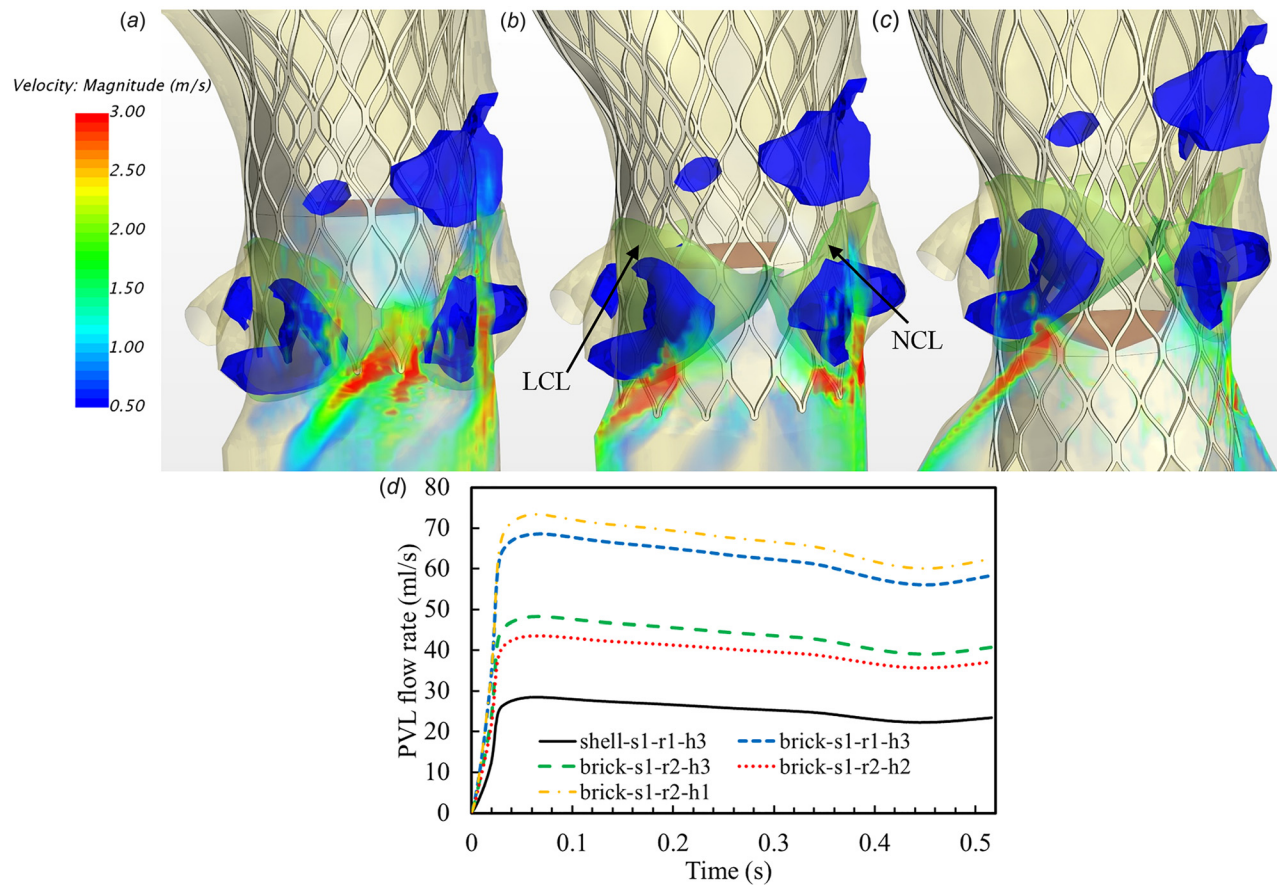 (a)
(b)
(c)
Velocity: Magnitude (m/s)
3.00
2.50
2.00
1.50
1.00
0.50
LCL
NCL
(d)
80
70
60
50
40
30
20
10
0
PVL flow rate (ml/s)
shell-s1-r1-h3
brick-s1-r1-h3
brick-s1-r2-h3
brick-s1-r2-h2
brick-s1-r2-h1
0
0.1
0.2
0.3
0.4
0.5
Time (s)